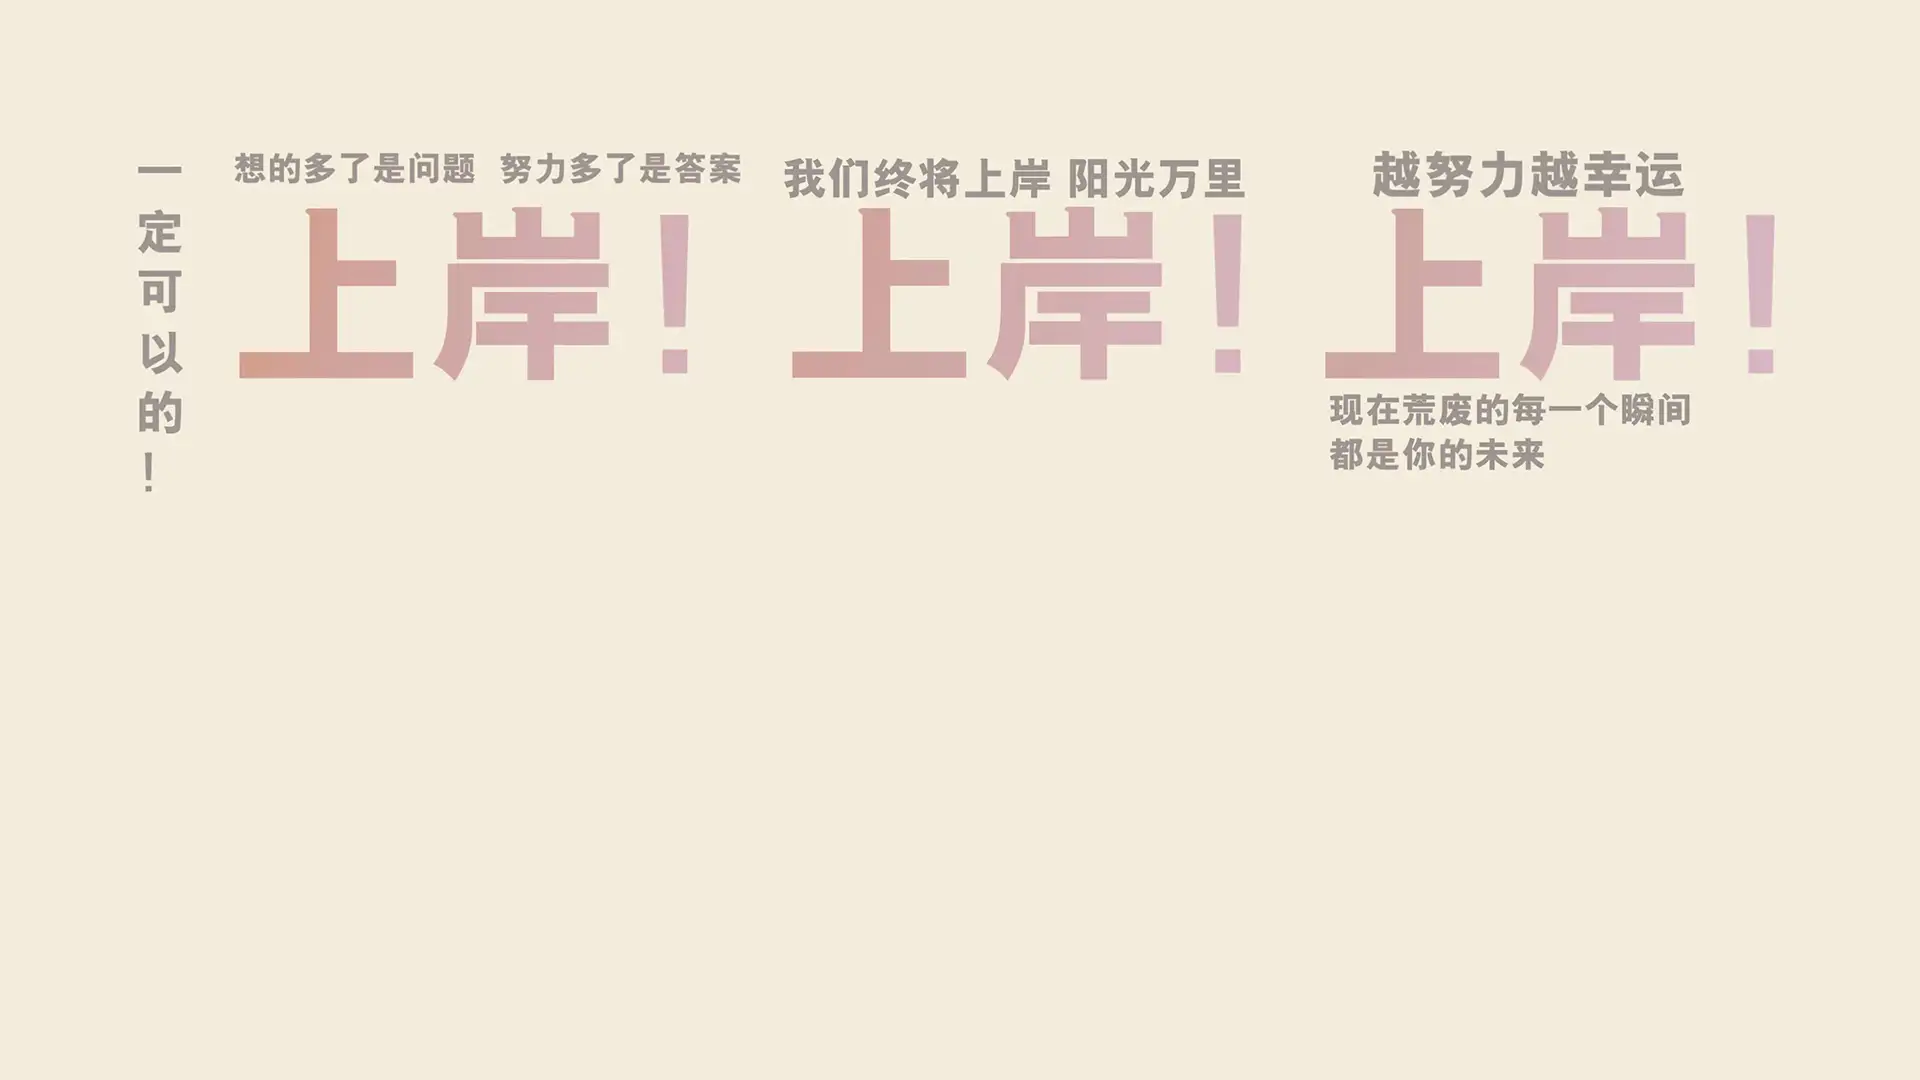 一定可以的！
想的多了是问题 努力多了是答案
上岸！
我们终将上岸 阳光万里
上岸！
越努力越幸运
上岸！
现在荒废的每一个瞬间
都是你的未来